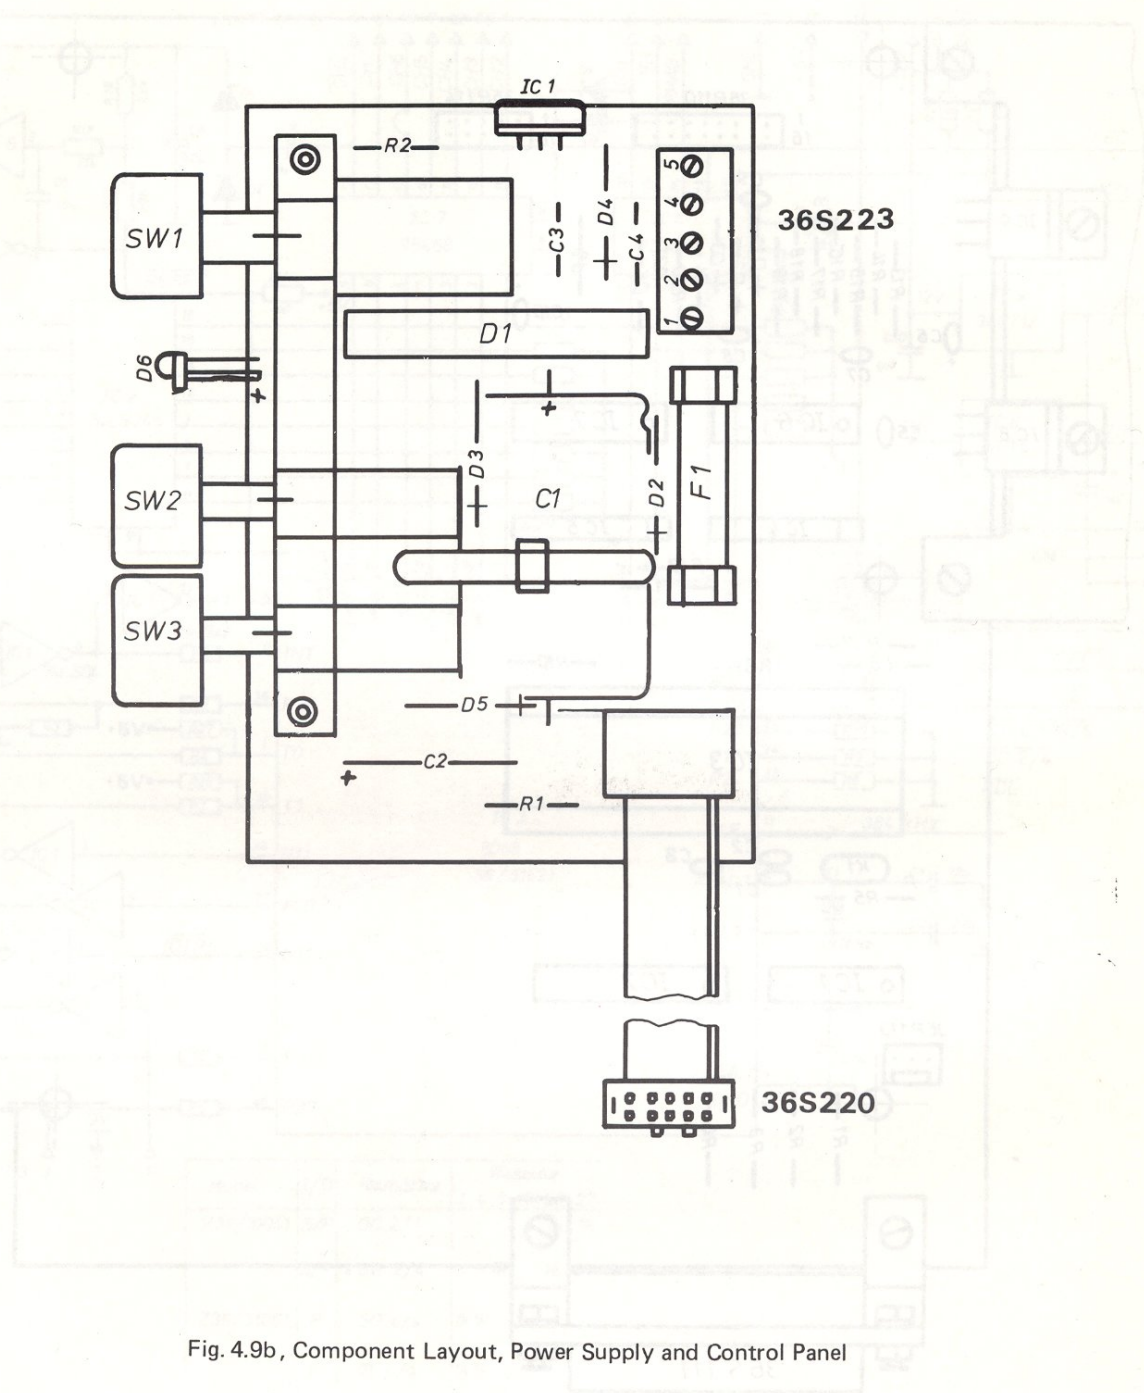 IC 1
R2
SW1
C3
D4
C4
5
4
3
2
1
36S223
D1
D6
+
+
D3
C1
D2
F1
SW2
SW3
D5
C2
+
R1
36S220
Fig. 4.9b, Component Layout, Power Supply and Control Panel